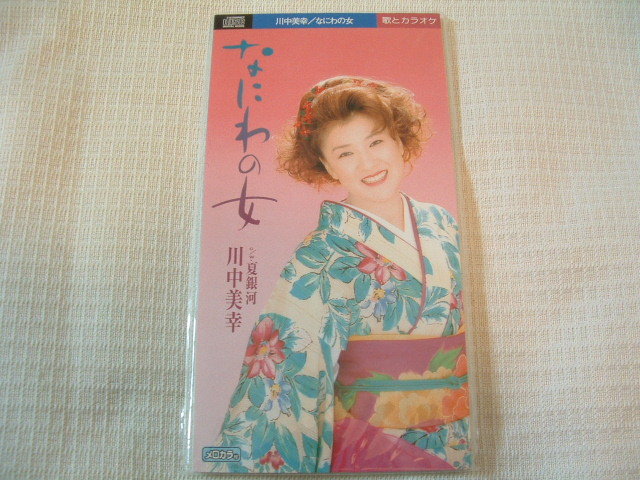 川中美幸／なにわの女
歌とカラオケ
なにわの女
夏銀河
川中美幸
メロカラ